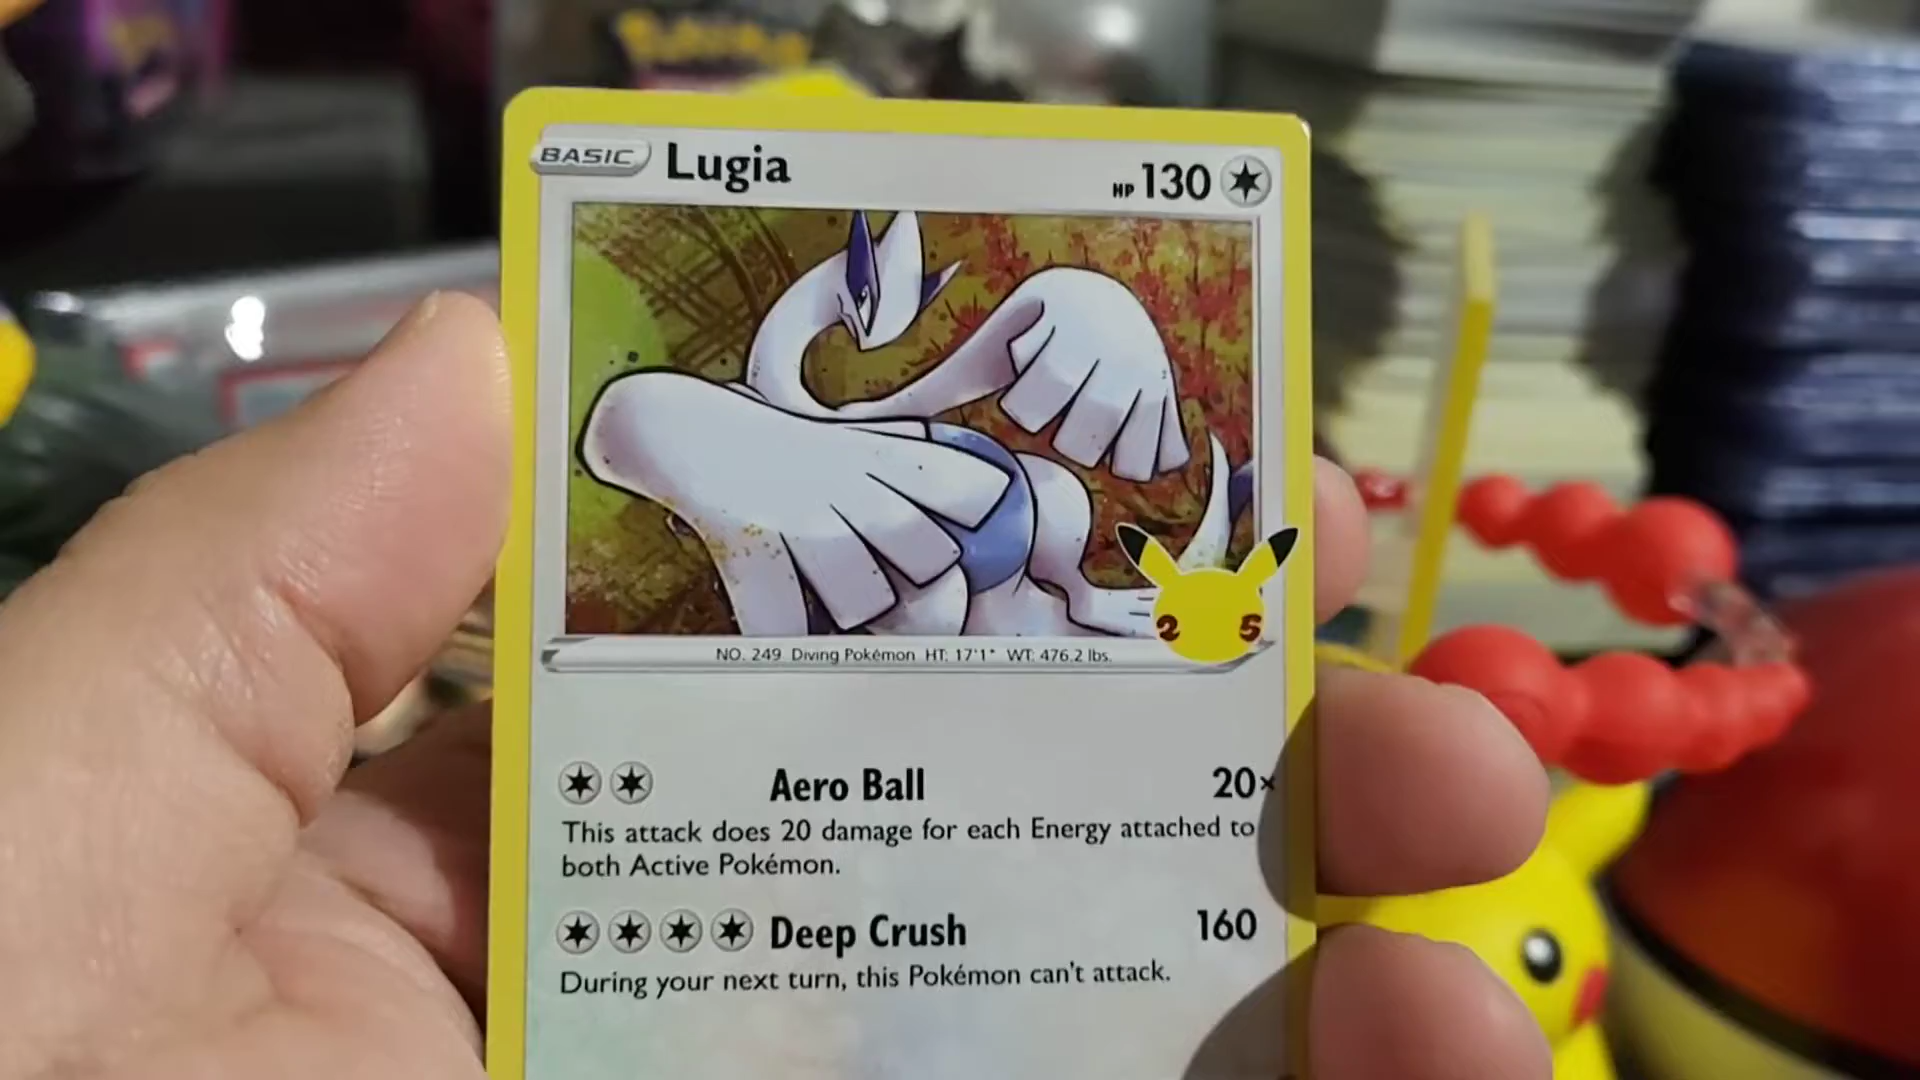 Pokémon
BASIC Lugia HP 130
25
NO. 249 Diving Pokémon HT: 17'1" WT: 476.2 lbs.
Aero Ball 20×
This attack does 20 damage for each Energy attached to
both Active Pokémon.
Deep Crush 160
During your next turn, this Pokémon can't attack.